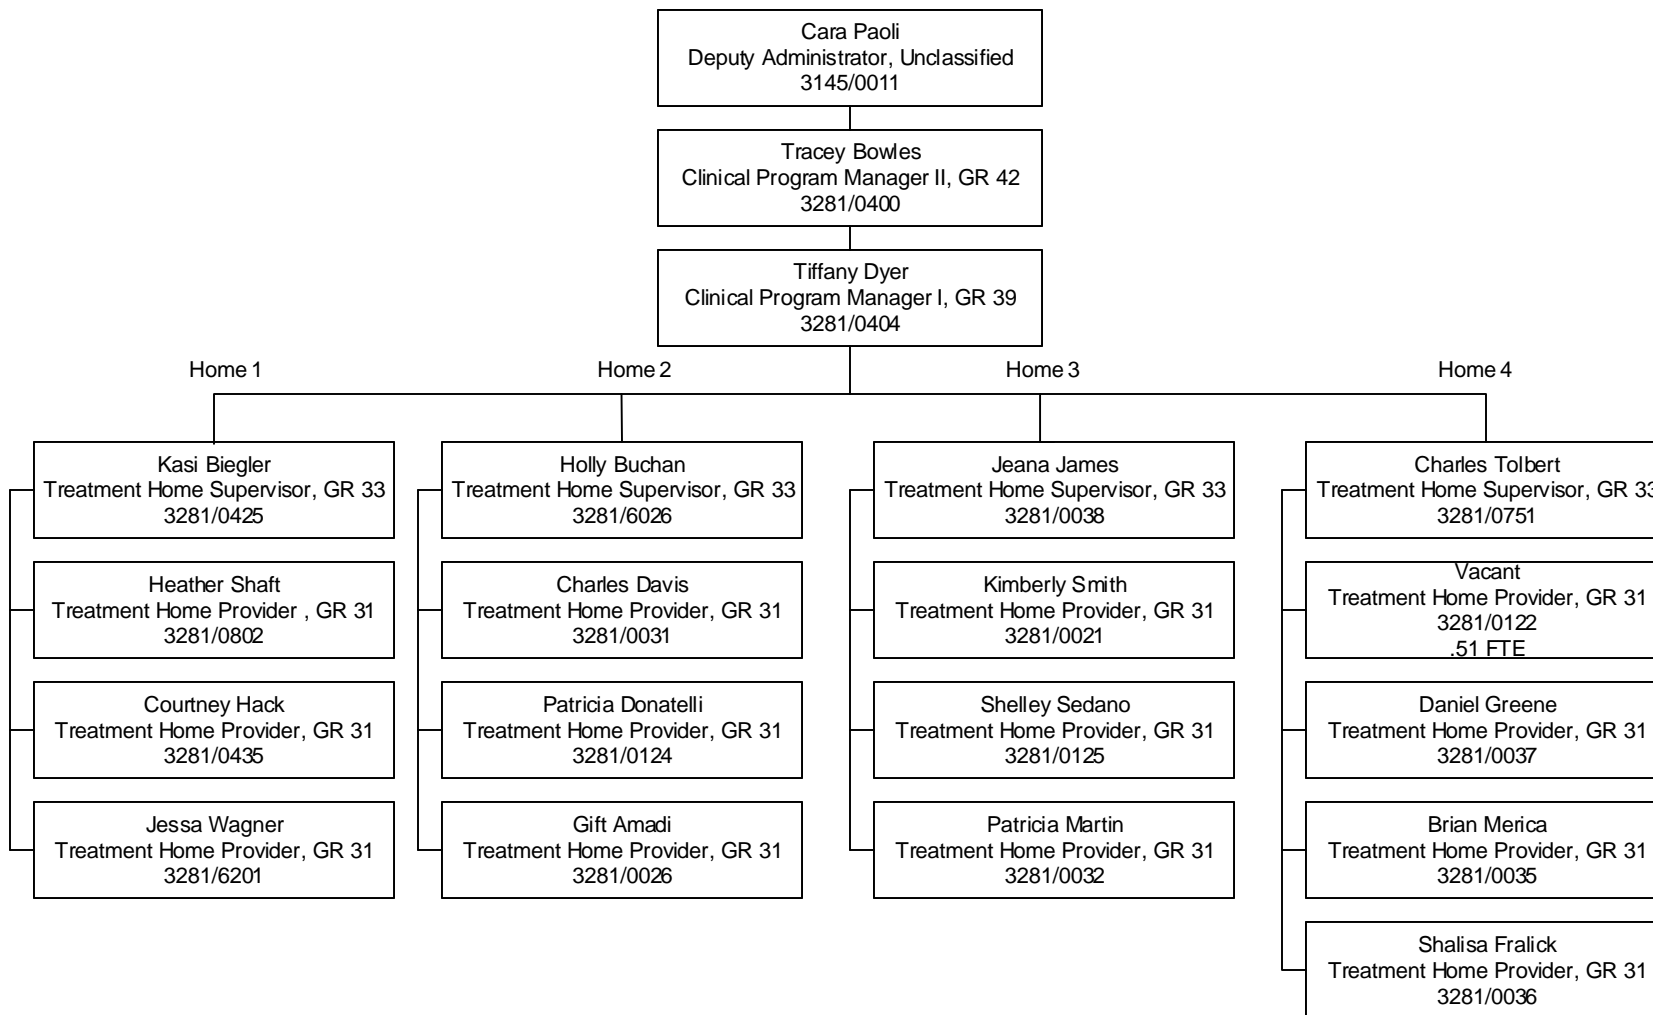 Cara Paoli
Deputy Administrator, Unclassified
3145/0011
Tracey Bowles
Clinical Program Manager II, GR 42
3281/0400
Tiffany Dyer
Clinical Program Manager I, GR 39
3281/0404
Home 1
Home 2
Home 3
Home 4
Kasi Biegler
Treatment Home Supervisor, GR 33
3281/0425
Heather Shaft
Treatment Home Provider , GR 31
3281/0802
Courtney Hack
Treatment Home Provider, GR 31
3281/0435
Jessa Wagner
Treatment Home Provider, GR 31
3281/6201
Holly Buchan
Treatment Home Supervisor, GR 33
3281/6026
Charles Davis
Treatment Home Provider, GR 31
3281/0031
Patricia Donatelli
Treatment Home Provider, GR 31
3281/0124
Gift Amadi
Treatment Home Provider, GR 31
3281/0026
Jeana James
Treatment Home Supervisor, GR 33
3281/0038
Kimberly Smith
Treatment Home Provider, GR 31
3281/0021
Shelley Sedano
Treatment Home Provider, GR 31
3281/0125
Patricia Martin
Treatment Home Provider, GR 31
3281/0032
Charles Tolbert
Treatment Home Supervisor, GR 33
3281/0751
Vacant
Treatment Home Provider, GR 31
3281/0122
.51 FTE
Daniel Greene
Treatment Home Provider, GR 31
3281/0037
Brian Merica
Treatment Home Provider, GR 31
3281/0035
Shalisa Fralick
Treatment Home Provider, GR 31
3281/0036